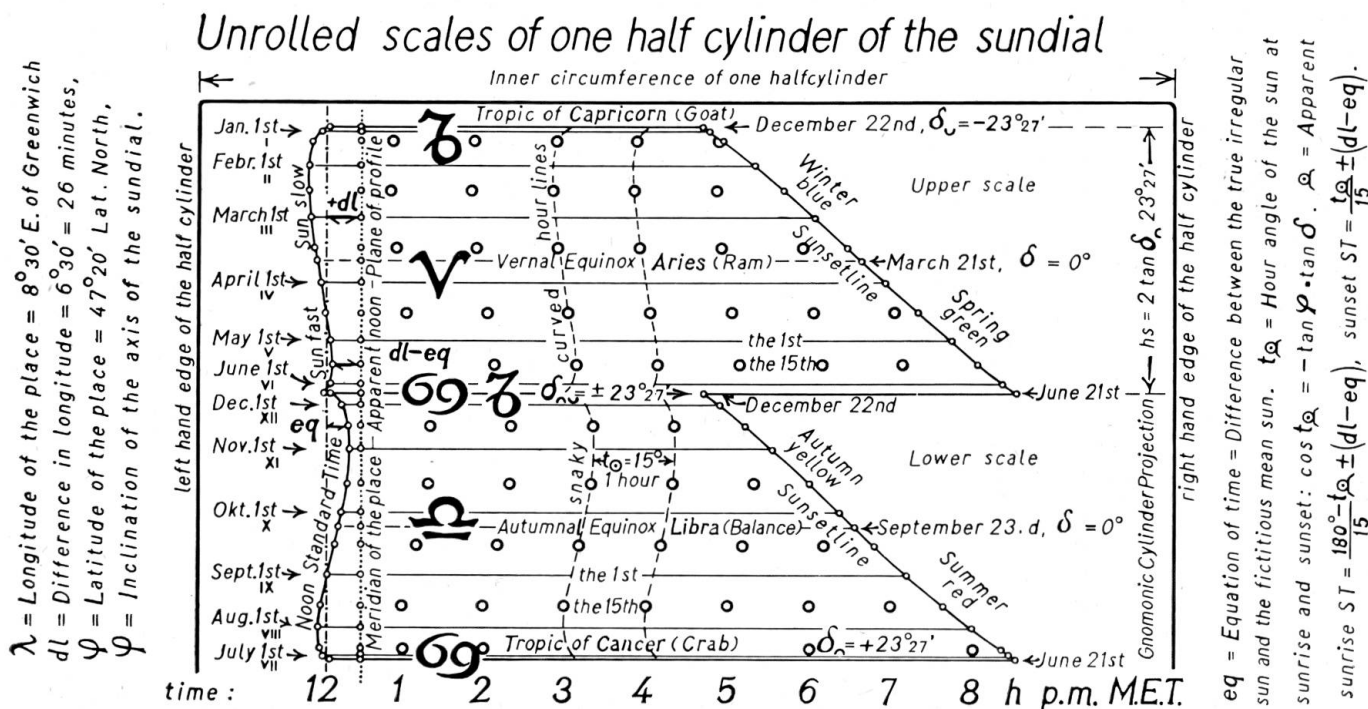 Unrolled scales of one half cylinder of the sundial
Inner circumference of one halfcylinder
λ = Longitude of the place = 8°30′ E. of Greenwich
dl = Difference in longitude = 6°30′ = 26 minutes,
φ = Latitude of the place = 47°20′ Lat. North,
φ = Inclination of the axis of the sundial.
left hand edge of the half cylinder
Jan. 1st
I
Febr. 1st
II
March 1st
III
April 1st
IV
May 1st
V
June 1st
VI
Dec. 1st
XII
Nov. 1st
XI
Okt. 1st
X
Sept. 1st
IX
Aug. 1st
VIII
July 1st
VII
Sun slow
Sun fast
Noon Standard Time
+dl
dl-eq
eq
Meridian of the place Apparent noon - Plane of profile
♑ Tropic of Capricorn (Goat)
December 22nd, δ = -23°27′
hour lines
curved
snaky
Winter
blue
Sunsetline
Upper scale
♈ Vernal Equinox Aries (Ram)
March 21st, δ = 0°
Spring
green
the 1st
the 15th
♋ ♑ δ = ± 23°27′
June 21st
December 22nd
Autumn
yellow
Sunsetline
Lower scale
t☉ = 15°
1 hour
♎ Autumnal Equinox Libra (Balance)
September 23.d, δ = 0°
the 1st
Summer
red
the 15th
♋ Tropic of Cancer (Crab) δ = +23°27′
June 21st
time : 12 1 2 3 4 5 6 7 8 h p.m. M.E.T.
hs = 2 tan δ 23°27′
Gnomonic Cylinder Projection
right hand edge of the half cylinder
eq = Equation of time = Difference between the true irregular
sun and the fictitious mean sun. t = Hour angle of the sun at
sunrise and sunset: cos t = -tan φ · tan δ. = Apparent
sunrise ST = 180° - t / 15 ± (dl-eq), sunset ST = t / 15 ± (dl-eq).